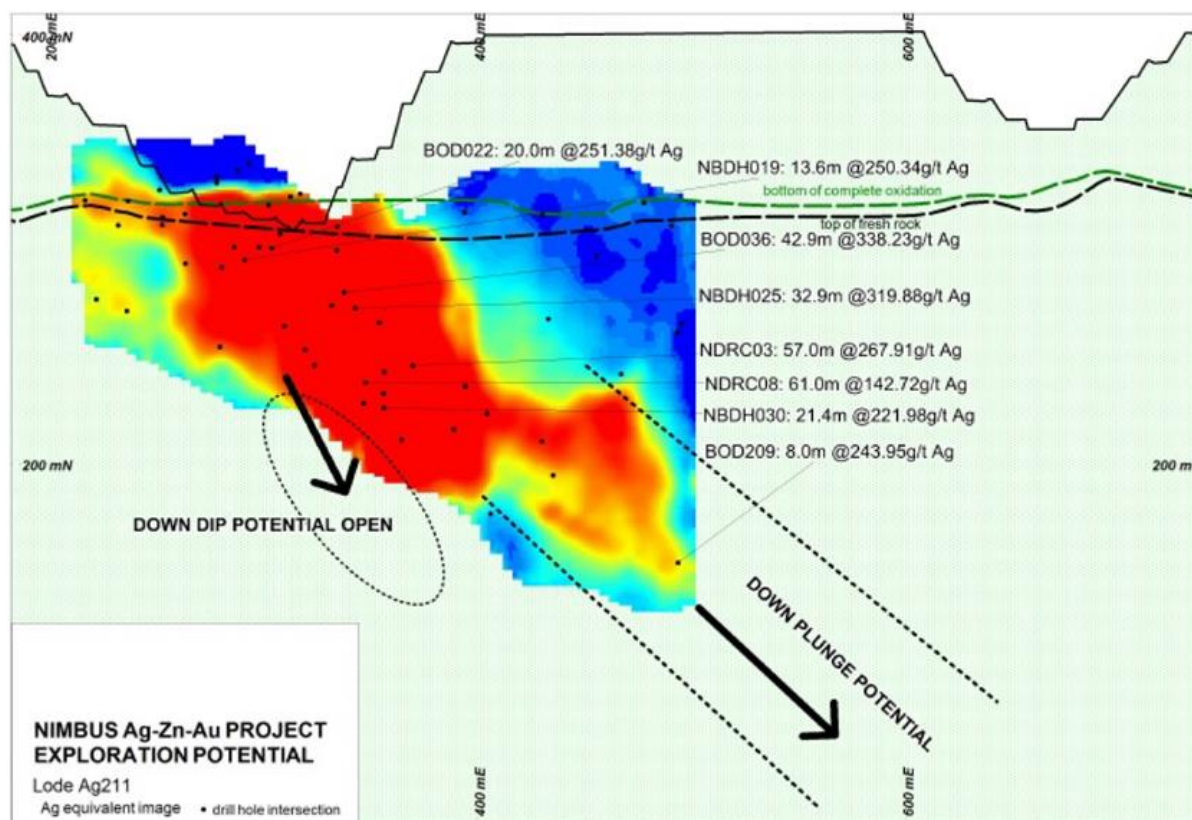 400 mN
200 mE
400 mE
600 mE
BOD022: 20.0m @251.38g/t Ag
NBDH019: 13.6m @250.34g/t Ag
bottom of complete oxidation
top of fresh rock
BOD036: 42.9m @338.23g/t Ag
NBDH025: 32.9m @319.88g/t Ag
NDRC03: 57.0m @267.91g/t Ag
NDRC08: 61.0m @142.72g/t Ag
NBDH030: 21.4m @221.98g/t Ag
BOD209: 8.0m @243.95g/t Ag
200 mN
200 m
DOWN DIP POTENTIAL OPEN
DOWN PLUNGE POTENTIAL
NIMBUS Ag-Zn-Au PROJECT
EXPLORATION POTENTIAL
Lode Ag211
Ag equivalent image • drill hole intersection
400 mE
600 mE